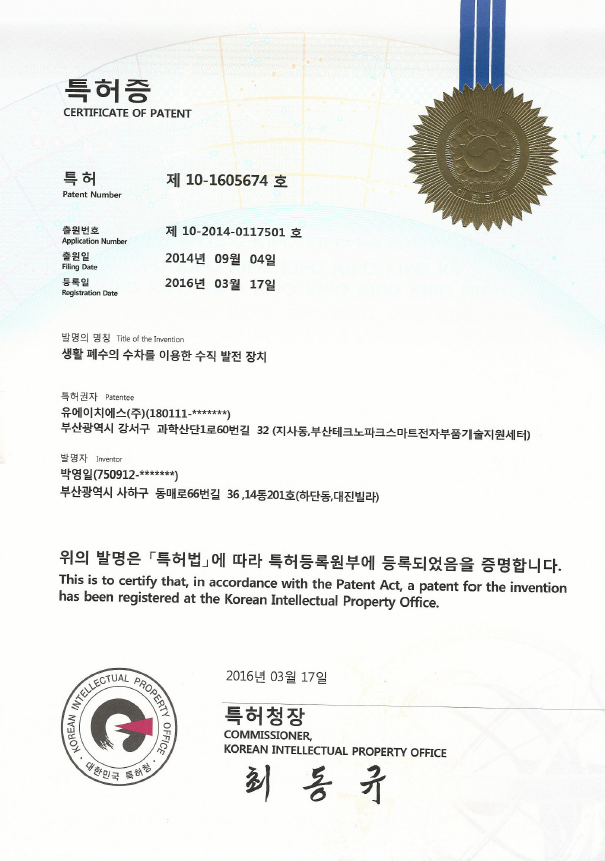 특허증
CERTIFICATE OF PATENT
특 허 제 10-1605674 호
Patent Number
출원번호 제 10-2014-0117501 호
Application Number
출원일 2014년 09월 04일
Filing Date
등록일 2016년 03월 17일
Registration Date
발명의 명칭 Title of the Invention
생활 폐수의 수차를 이용한 수직 발전 장치
특허권자 Patentee
유에이치에스(주)(180111-*******)
부산광역시 강서구 과학산단1로60번길 32 (지사동,부산테크노파크스마트전자부품기술지원센터)
발명자 Inventor
박영일(750912-*******)
부산광역시 사하구 동매로66번길 36 ,14동201호(하단동,대진빌라)
위의 발명은 「특허법」에 따라 특허등록원부에 등록되었음을 증명합니다.
This is to certify that, in accordance with the Patent Act, a patent for the invention
has been registered at the Korean Intellectual Property Office.
2016년 03월 17일
특허청장
COMMISSIONER,
KOREAN INTELLECTUAL PROPERTY OFFICE
최 동 규
KOREAN INTELLECTUAL PROPERTY OFFICE
대한민국 특허청
대한민국